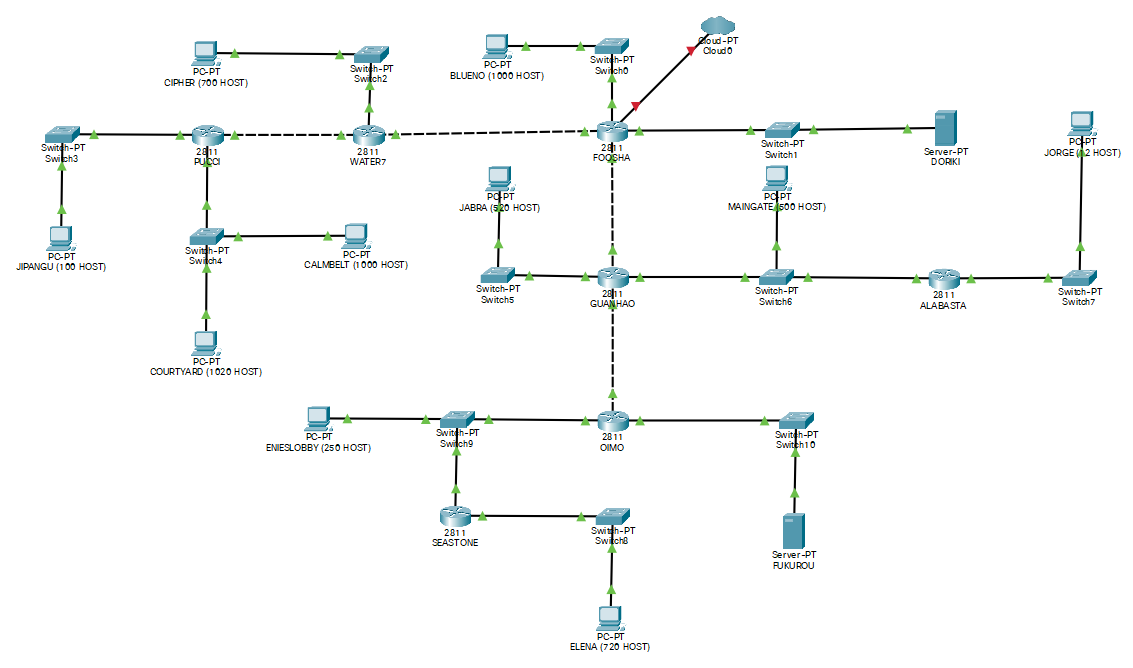 Cloud-PT
Cloud0
PC-PT
CIPHER (700 HOST)
Switch-PT
Switch2
PC-PT
BLUENO (1000 HOST)
Switch-PT
Switch0
Switch-PT
Switch3
2811
PUCCI
2811
WATER7
2811
FOOSHA
Switch-PT
Switch1
Server-PT
DORIKI
PC-PT
JORGE (12 HOST)
PC-PT
JABRA (520 HOST)
PC-PT
MAINGATE (500 HOST)
PC-PT
JIPANGU (100 HOST)
Switch-PT
Switch4
PC-PT
CALMBELT (1000 HOST)
Switch-PT
Switch5
2811
GUANHAO
Switch-PT
Switch6
2811
ALABASTA
Switch-PT
Switch7
PC-PT
COURTYARD (1020 HOST)
PC-PT
ENIESLOBBY (250 HOST)
Switch-PT
Switch9
2811
OIMO
Switch-PT
Switch10
2811
SEASTONE
Switch-PT
Switch8
Server-PT
FUKUROU
PC-PT
ELENA (720 HOST)